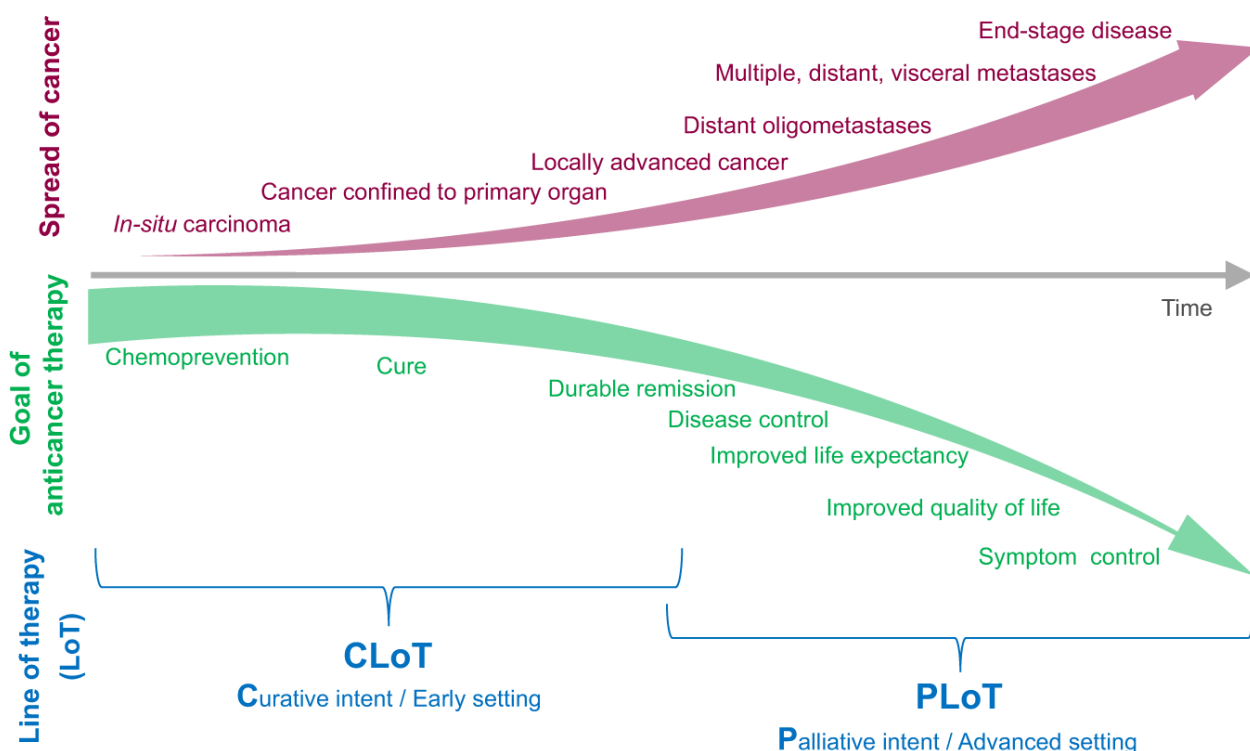 Spread of cancer
End-stage disease
Multiple, distant, visceral metastases
Distant oligometastases
Locally advanced cancer
Cancer confined to primary organ
In-situ carcinoma
Time
Goal of
anticancer therapy
Chemoprevention
Cure
Durable remission
Disease control
Improved life expectancy
Improved quality of life
Symptom control
Line of therapy
(LoT)
CLoT
Curative intent / Early setting
PLoT
Palliative intent / Advanced setting